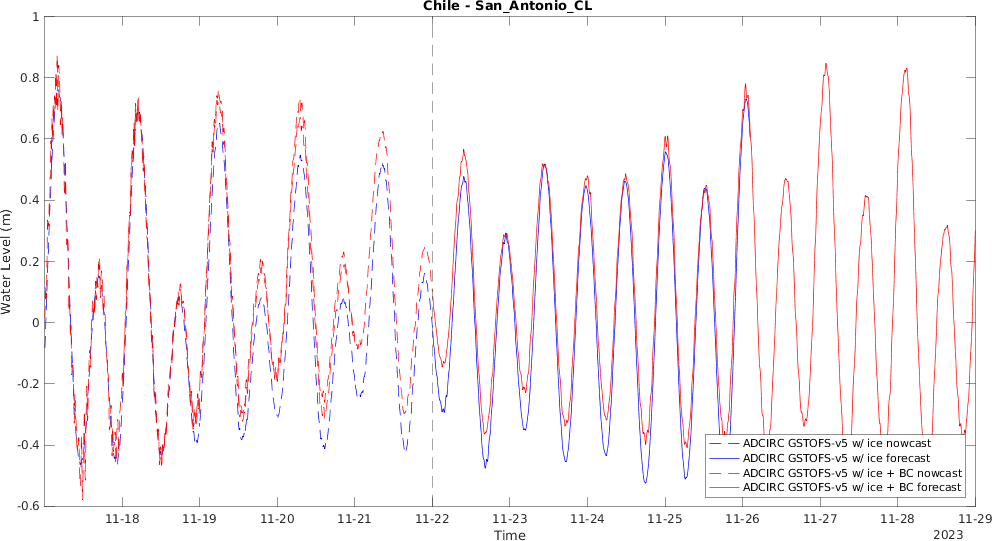 Chile - San_Antonio_CL
1
0.8
0.6
0.4
0.2
0
-0.2
-0.4
-0.6
Water Level (m)
ADCIRC GSTOFS-v5 w/ ice nowcast
ADCIRC GSTOFS-v5 w/ ice forecast
ADCIRC GSTOFS-v5 w/ ice + BC nowcast
ADCIRC GSTOFS-v5 w/ ice + BC forecast
11-18 11-19 11-20 11-21 11-22 11-23 11-24 11-25 11-26 11-27 11-28 11-29
Time
2023